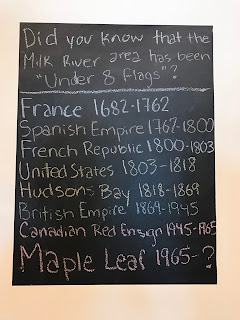 Did you know that the
Milk River area has been
"Under 8 flags"?
France 1682-1762
Spanish Empire 1762-1800
French Republic 1800-1803
United States 1803-1818
Hudsons Bay 1818-1869
British Empire 1869-1945
Canadian Red Ensign 1945-1965
Maple Leaf 1965-?